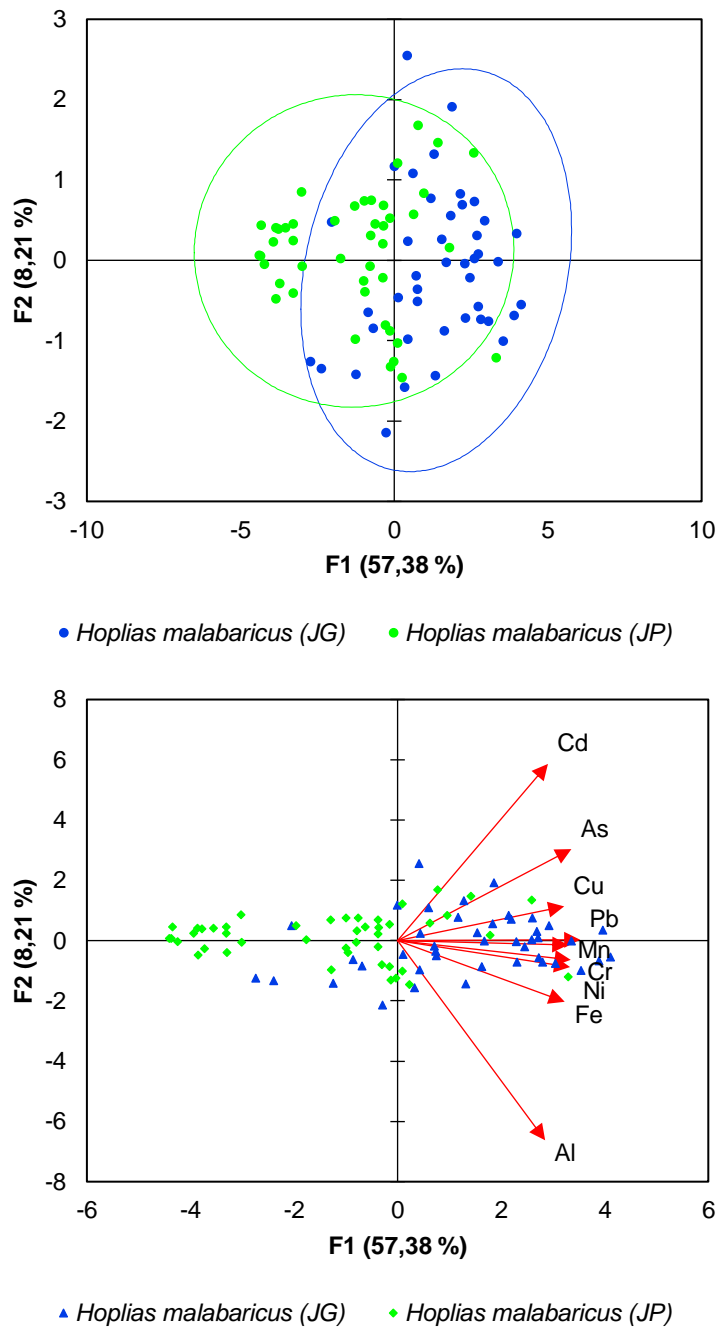 3
2
1
0
-1
-2
-3
-10
-5
0
5
10
F2 (8,21 %)
F1 (57,38 %)
Hoplias malabaricus (JG)
Hoplias malabaricus (JP)
8
6
4
2
0
-2
-4
-6
-8
Cd
As
Cu
Pb
Mn
Cr
Ni
Fe
Al
-6
-4
-2
0
2
4
6
F2 (8,21 %)
F1 (57,38 %)
Hoplias malabaricus (JG)
Hoplias malabaricus (JP)